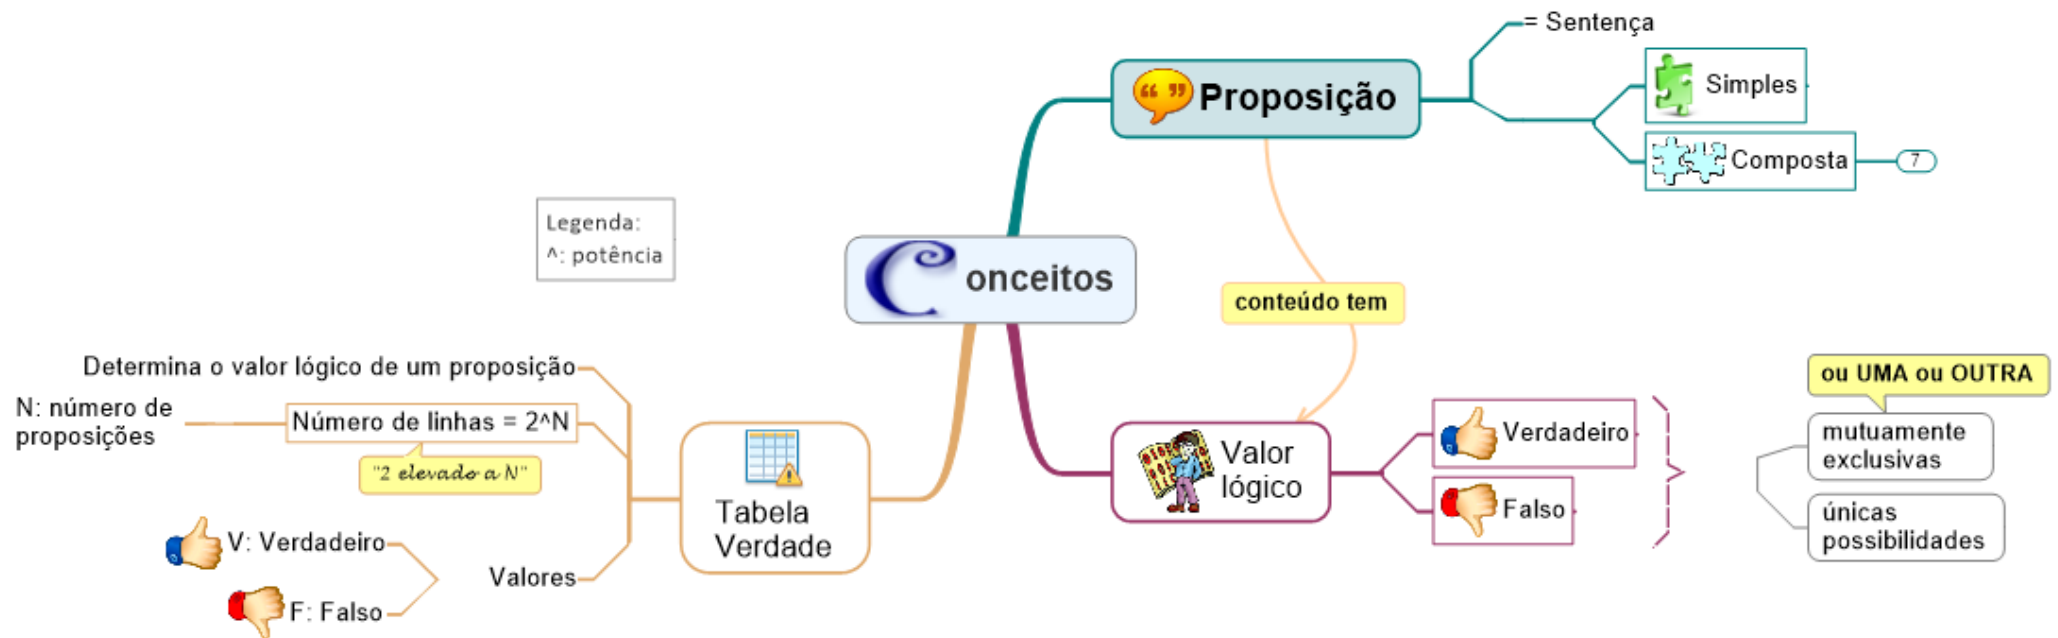 = Sentença
Proposição
Simples
Composta
7
Legenda:
^: potência
Conceitos
conteúdo tem
Determina o valor lógico de um proposição
N: número de
proposições
Número de linhas = 2^N
"2 elevado a N"
Tabela
Verdade
V: Verdadeiro
F: Falso
Valores
Valor
lógico
Verdadeiro
Falso
ou UMA ou OUTRA
mutuamente
exclusivas
únicas
possibilidades